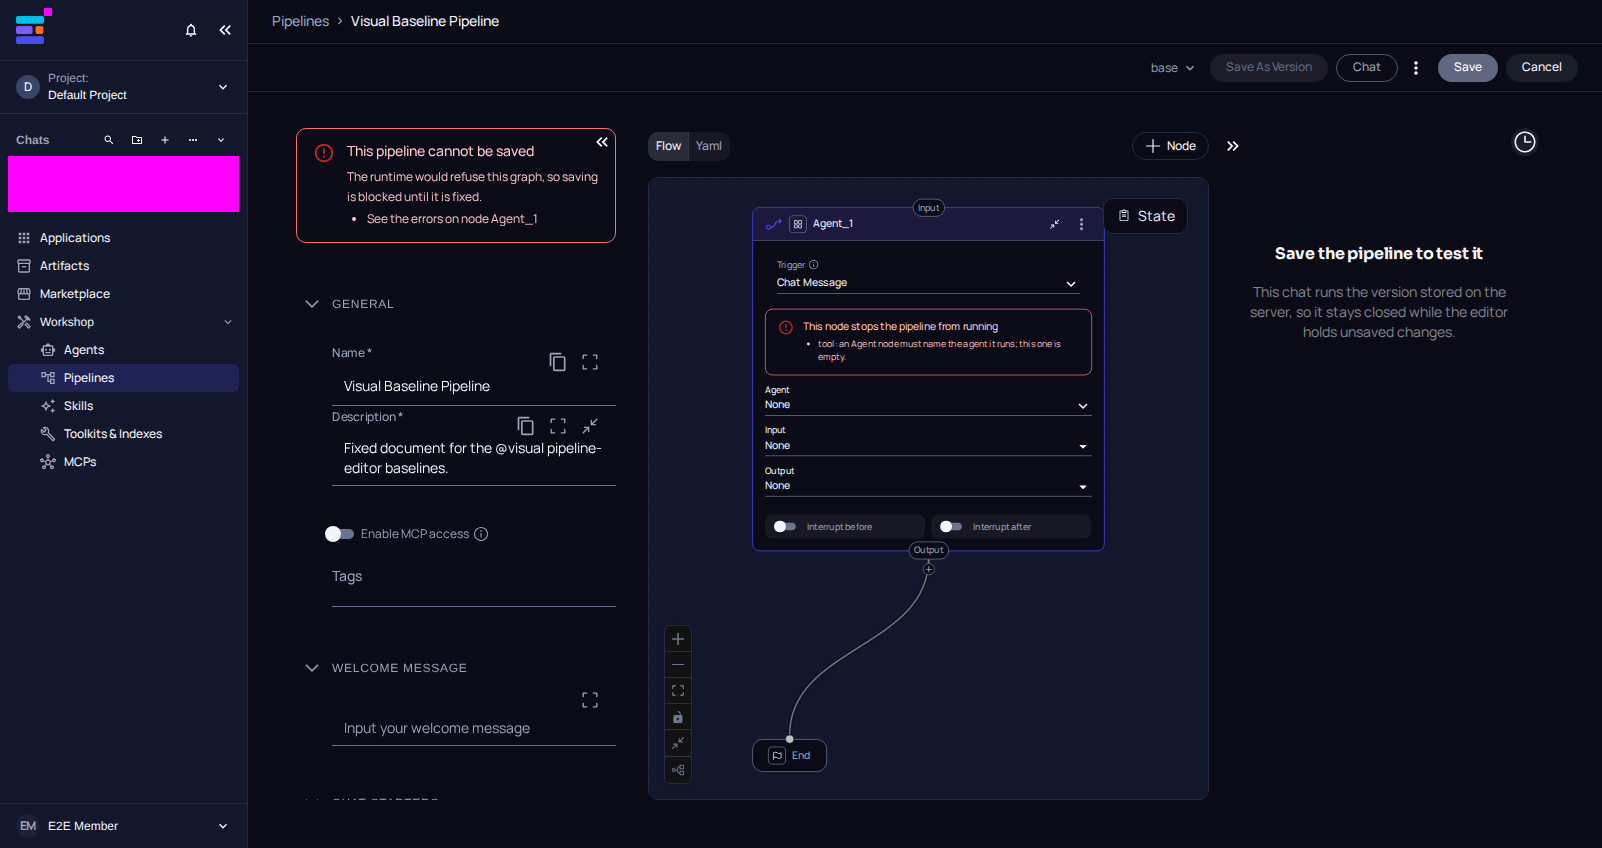 Pipelines › Visual Baseline Pipeline
D
Project:
Default Project
base
Save As Version
Chat
Save
Cancel
Chats
Applications
Artifacts
Marketplace
Workshop
Agents
Pipelines
Skills
Toolkits & Indexes
MCPs
EM
E2E Member
This pipeline cannot be saved
The runtime would refuse this graph, so saving
is blocked until it is fixed.
• See the errors on node Agent_1
GENERAL
Name *
Visual Baseline Pipeline
Description *
Fixed document for the @visual pipeline-
editor baselines.
Enable MCP access
Tags
WELCOME MESSAGE
Input your welcome message
CHAT STARTERS
Flow
Yaml
Node
Input
Agent_1
State
Trigger
Chat Message
This node stops the pipeline from running
• tool: an Agent node must name the agent it runs; this one is
empty.
Agent
None
Input
None
Output
None
Interrupt before
Interrupt after
Output
End
Save the pipeline to test it
This chat runs the version stored on the
server, so it stays closed while the editor
holds unsaved changes.